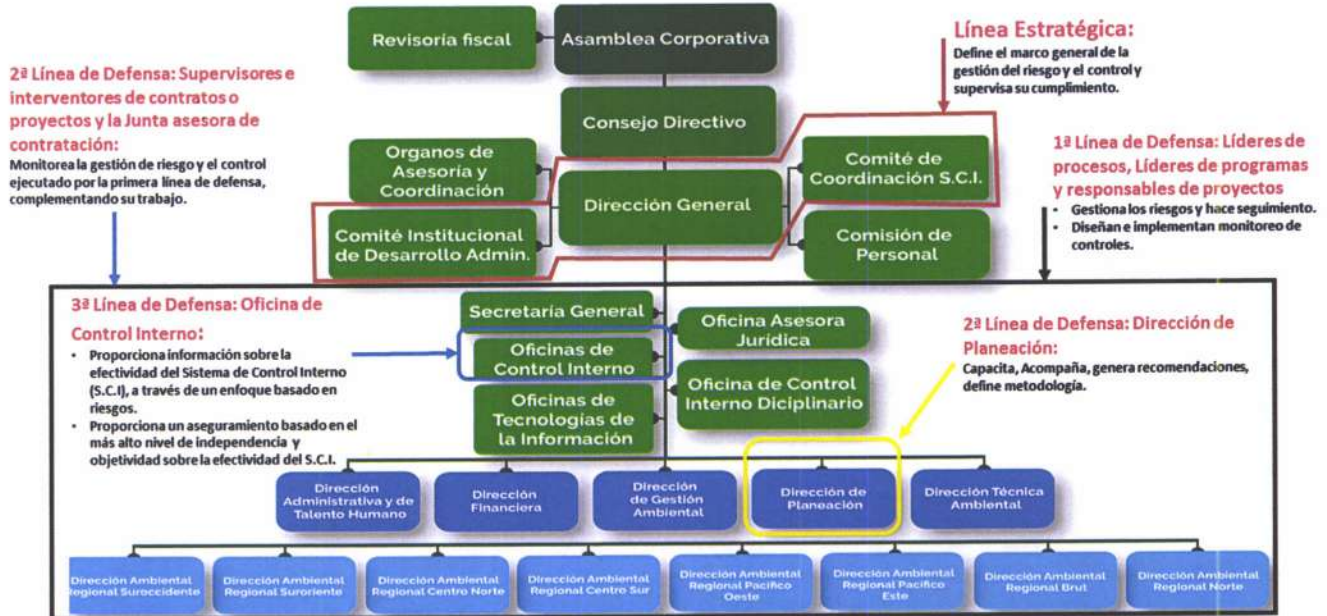 Revisoría fiscal
Asamblea Corporativa
Línea Estratégica:
Define el marco general de la
gestión del riesgo y el control y
supervisa su cumplimiento.
2ª Línea de Defensa: Supervisores e
interventores de contratos o
proyectos y la Junta asesora de
contratación:
Monitorea la gestión de riesgo y el control
ejecutado por la primera línea de defensa,
complementando su trabajo.
Consejo Directivo
Organos de
Asesoría y
Coordinación
Comité de
Coordinación S.C.I.
Dirección General
Comité Institucional
de Desarrollo Admin.
Comisión de
Personal
1ª Línea de Defensa: Líderes de
procesos, Líderes de programas
y responsables de proyectos
• Gestiona los riesgos y hace seguimiento.
• Diseñan e implementan monitoreo de
controles.
3ª Línea de Defensa: Oficina de
Control Interno:
• Proporciona información sobre la
efectividad del Sistema de Control Interno
(S.C.I), a través de un enfoque basado en
riesgos.
• Proporciona un aseguramiento basado en el
más alto nivel de independencia y
objetividad sobre la efectividad del S.C.I.
Secretaría General
Oficina Asesora
Jurídica
Oficinas de
Control Interno
Oficina de Control
Interno Diciplinario
Oficinas de
Tecnologías de
la Información
2ª Línea de Defensa: Dirección de
Planeación:
Capacita, Acompaña, genera recomendaciones,
define metodología.
Dirección
Administrativa y de
Talento Humano
Dirección
Financiera
Dirección
de Gestión
Ambiental
Dirección de
Planeación
Dirección Técnica
Ambiental
Dirección Ambiental
Regional Suroccidente
Dirección Ambiental
Regional Suroriente
Dirección Ambiental
Regional Centro Norte
Dirección Ambiental
Regional Centro Sur
Dirección Ambiental
Regional Pacífico
Oeste
Dirección Ambiental
Regional Pacífico
Este
Dirección Ambiental
Regional Brut
Dirección Ambiental
Regional Norte